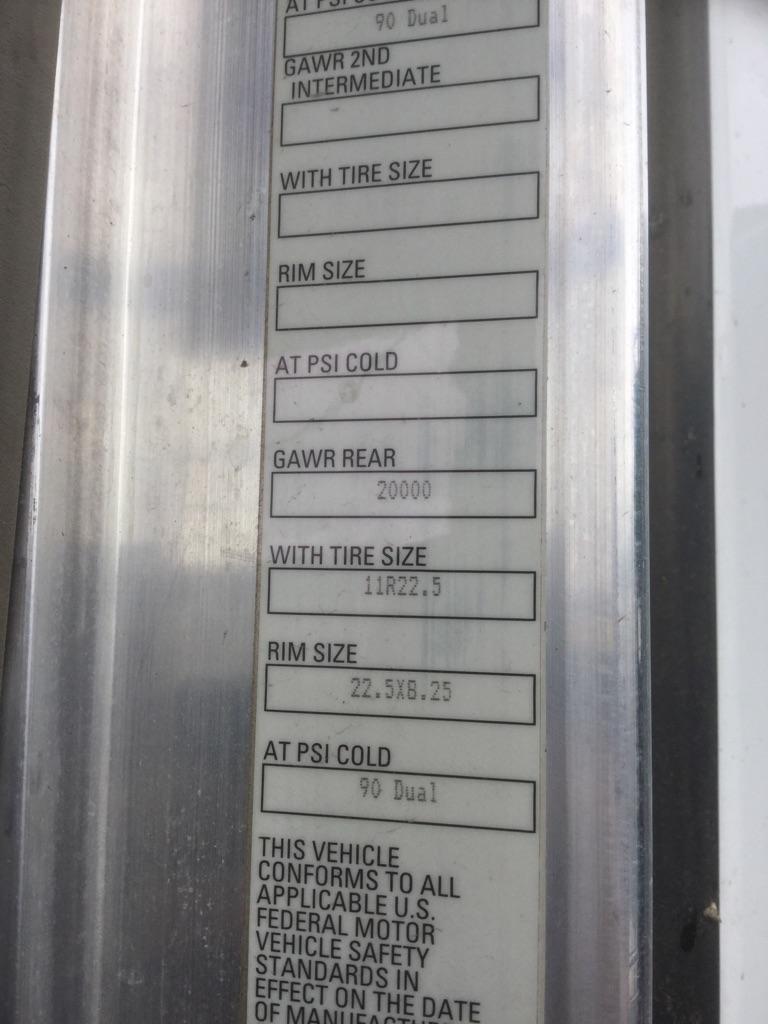 90 Dual
GAWR 2ND
INTERMEDIATE
WITH TIRE SIZE
RIM SIZE
AT PSI COLD
GAWR REAR
20000
WITH TIRE SIZE
11R22.5
RIM SIZE
22.5X8.25
AT PSI COLD
90 Dual
THIS VEHICLE
CONFORMS TO ALL
APPLICABLE U.S.
FEDERAL MOTOR
VEHICLE SAFETY
STANDARDS IN
EFFECT ON THE DATE
OF